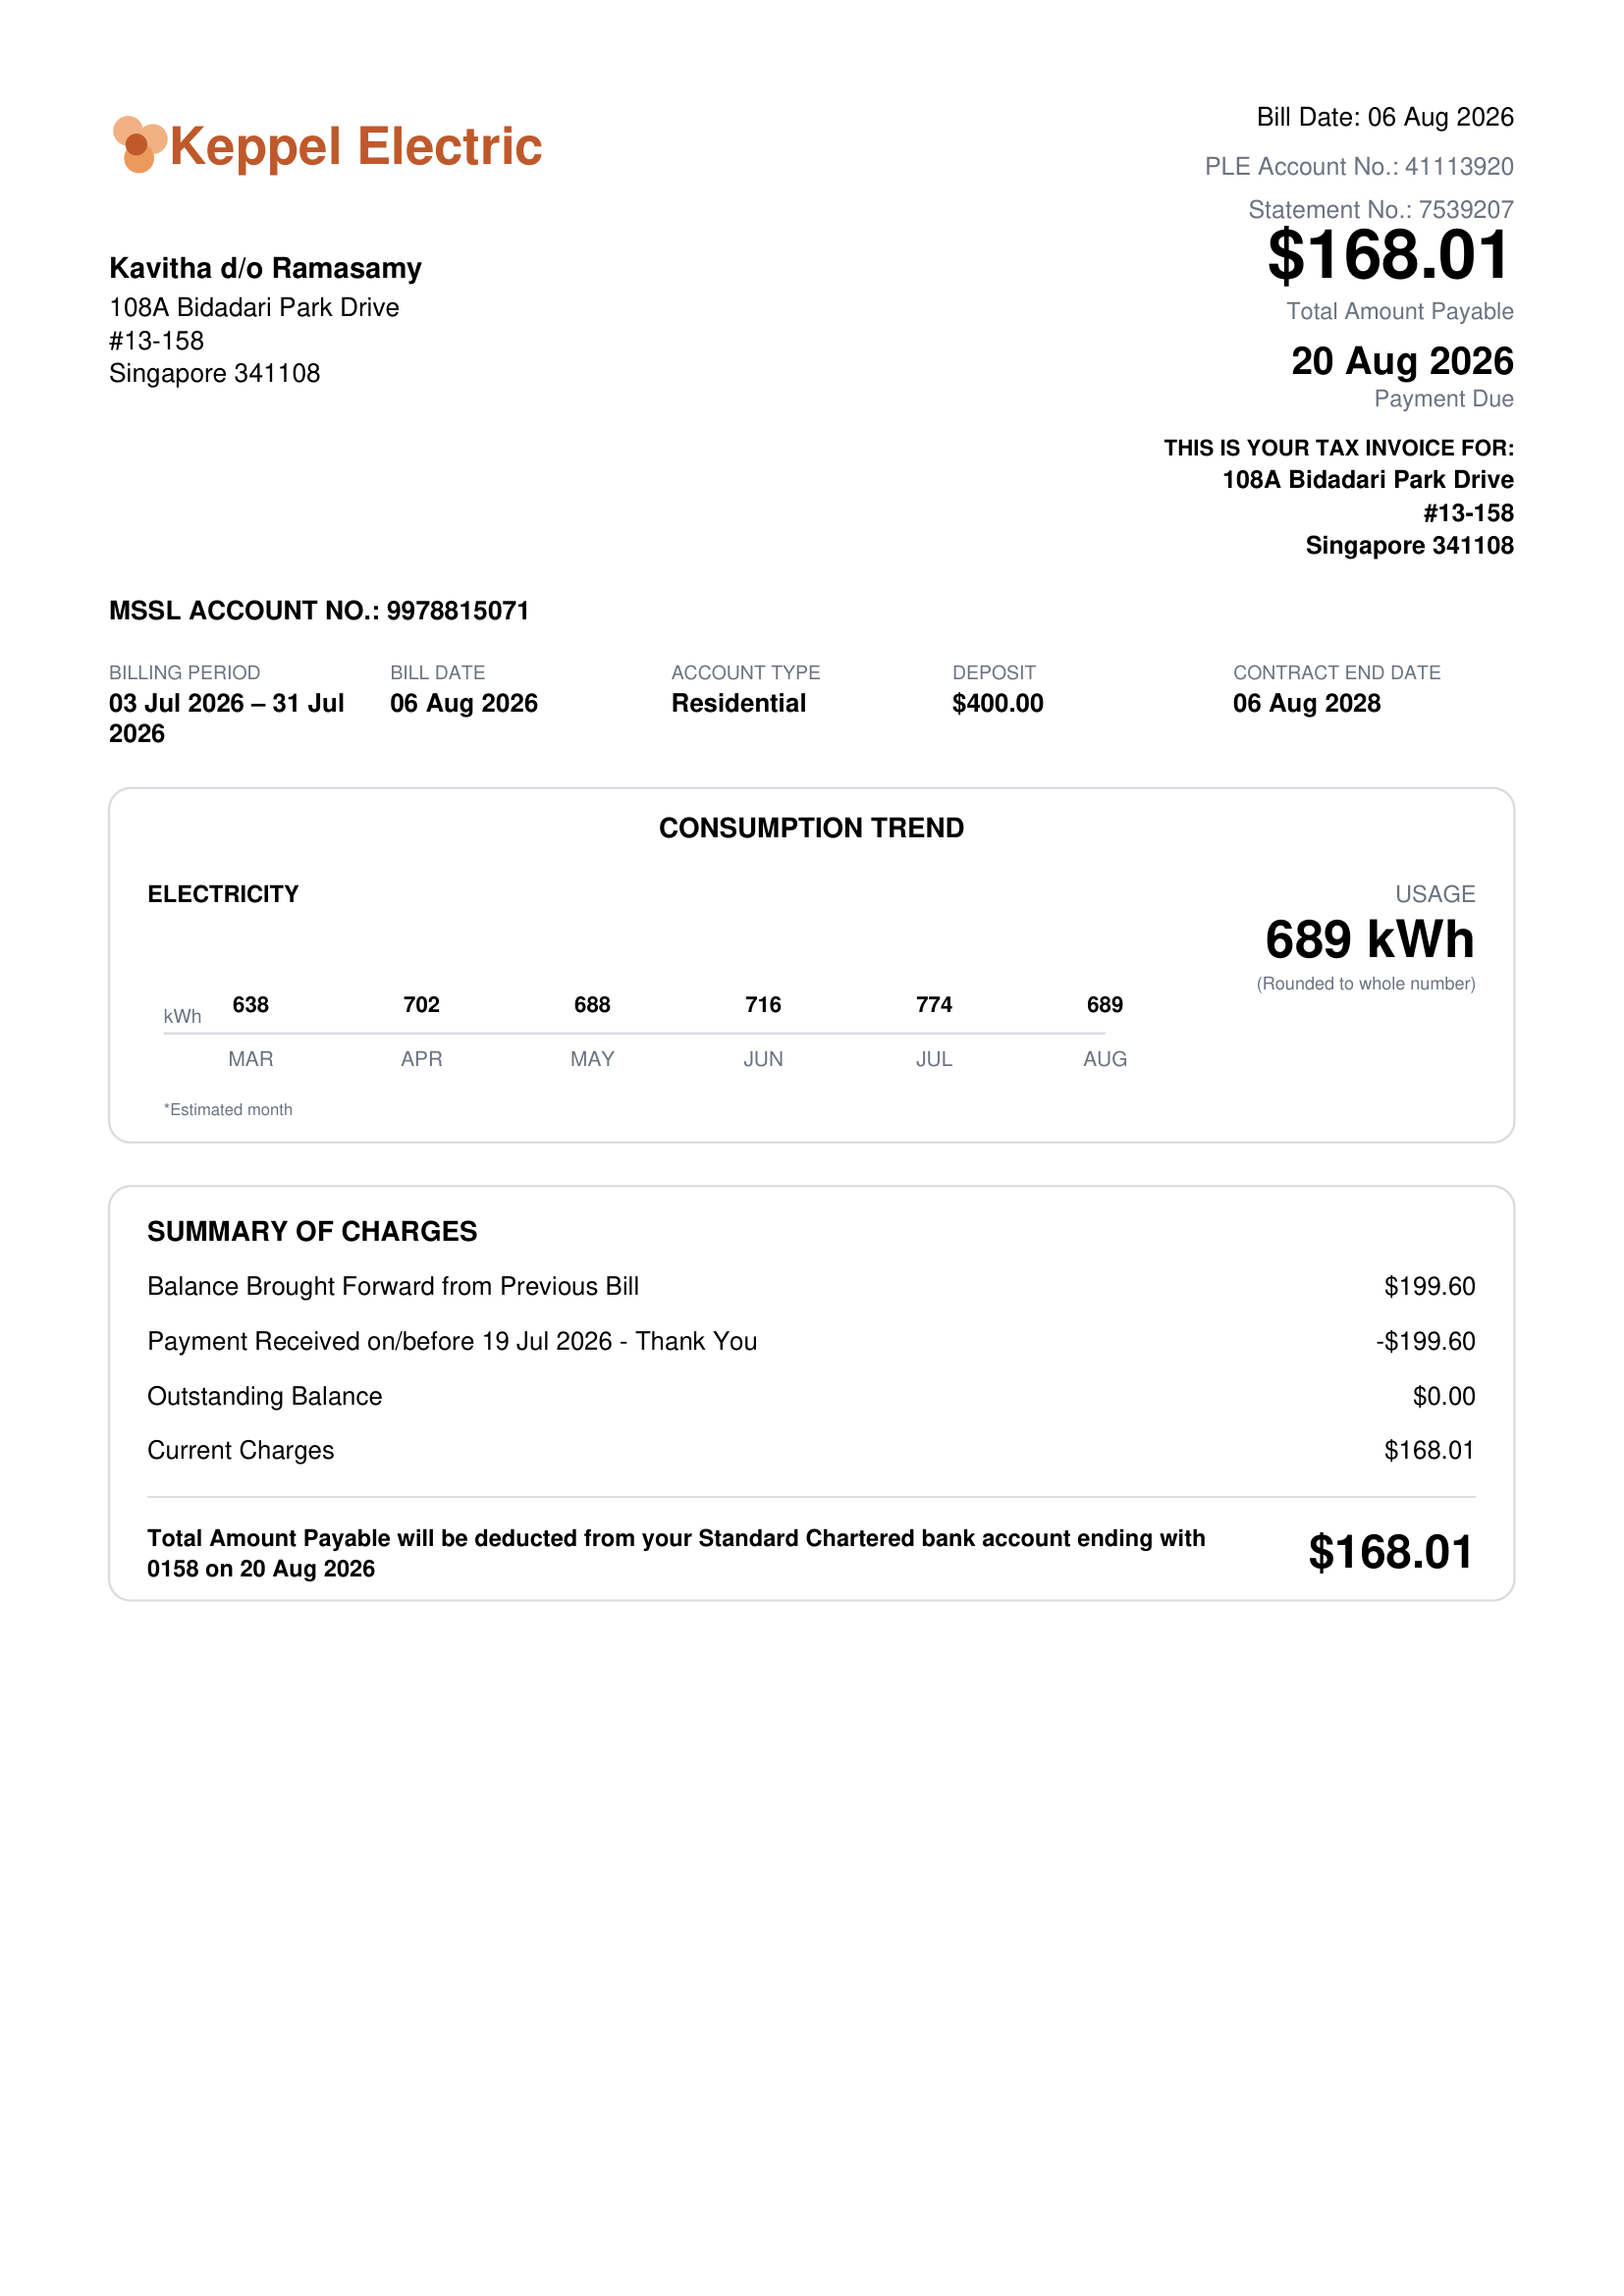 Keppel Electric
Bill Date: 06 Aug 2026
PLE Account No.: 41113920
Statement No.: 7539207
$168.01
Total Amount Payable
20 Aug 2026
Payment Due
Kavitha d/o Ramasamy
108A Bidadari Park Drive
#13-158
Singapore 341108
THIS IS YOUR TAX INVOICE FOR:
108A Bidadari Park Drive
#13-158
Singapore 341108
MSSL ACCOUNT NO.: 9978815071
BILLING PERIOD BILL DATE ACCOUNT TYPE DEPOSIT CONTRACT END DATE
03 Jul 2026 – 31 Jul 06 Aug 2026 Residential $400.00 06 Aug 2028
2026
CONSUMPTION TREND
ELECTRICITY USAGE
689 kWh
(Rounded to whole number)
kWh 638 702 688 716 774 689
MAR APR MAY JUN JUL AUG
*Estimated month
SUMMARY OF CHARGES
Balance Brought Forward from Previous Bill $199.60
Payment Received on/before 19 Jul 2026 - Thank You -$199.60
Outstanding Balance $0.00
Current Charges $168.01
Total Amount Payable will be deducted from your Standard Chartered bank account ending with
0158 on 20 Aug 2026
$168.01